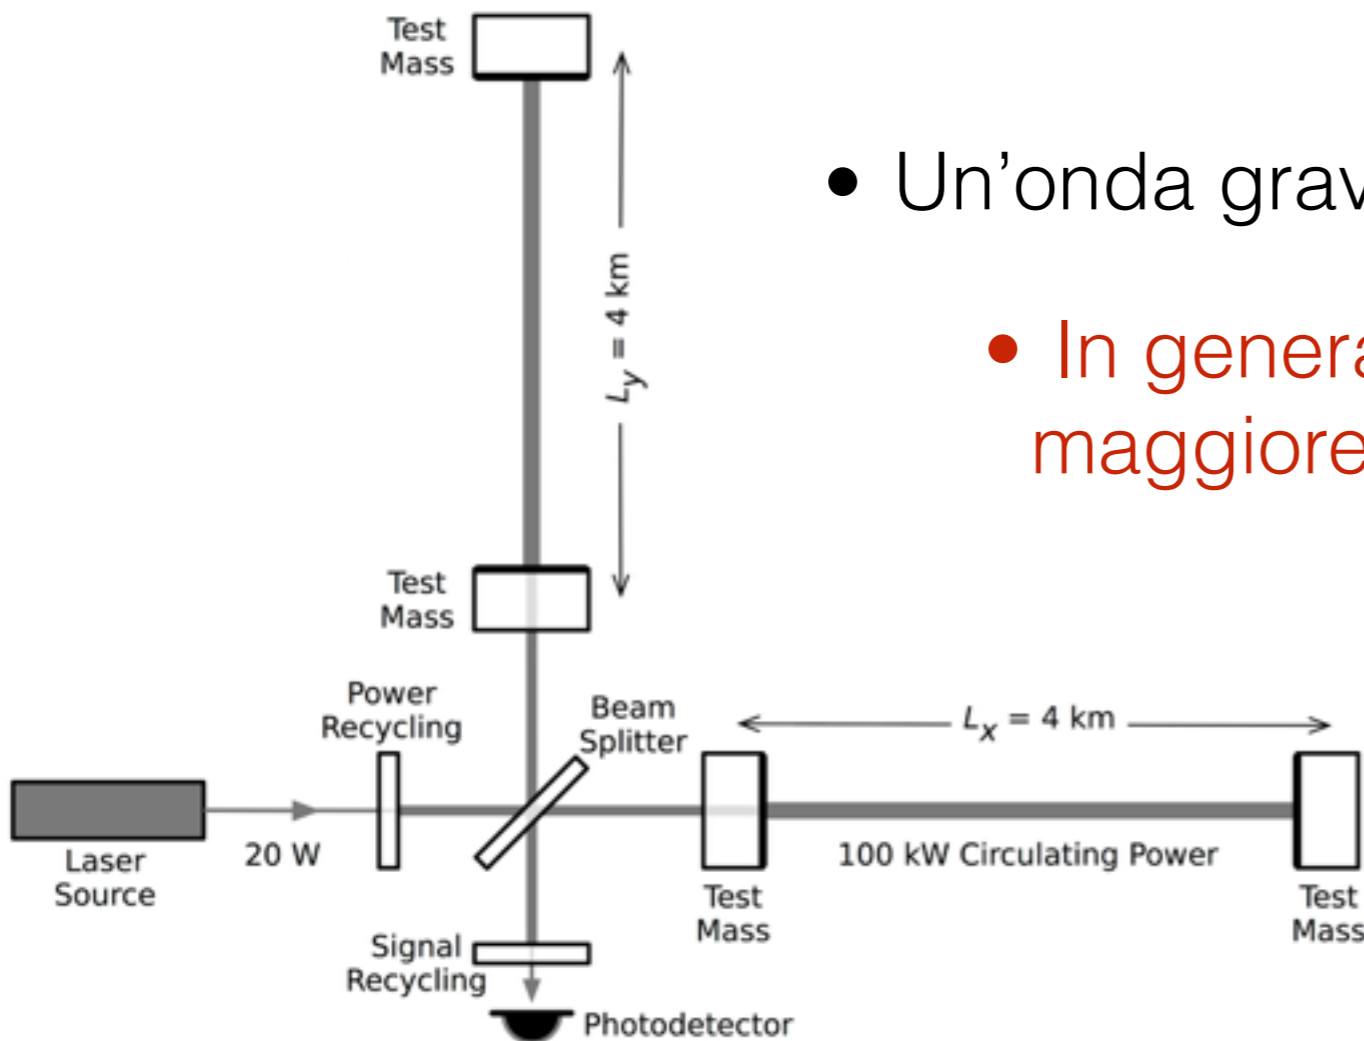 Test
Mass
L_y = 4 km
• Un’onda grav
• In genera
maggiore
Test
Mass
Power
Recycling
Beam
Splitter
L_x = 4 km
Laser
Source
20 W
100 kW Circulating Power
Test
Mass
Test
Mass
Signal
Recycling
Photodetector